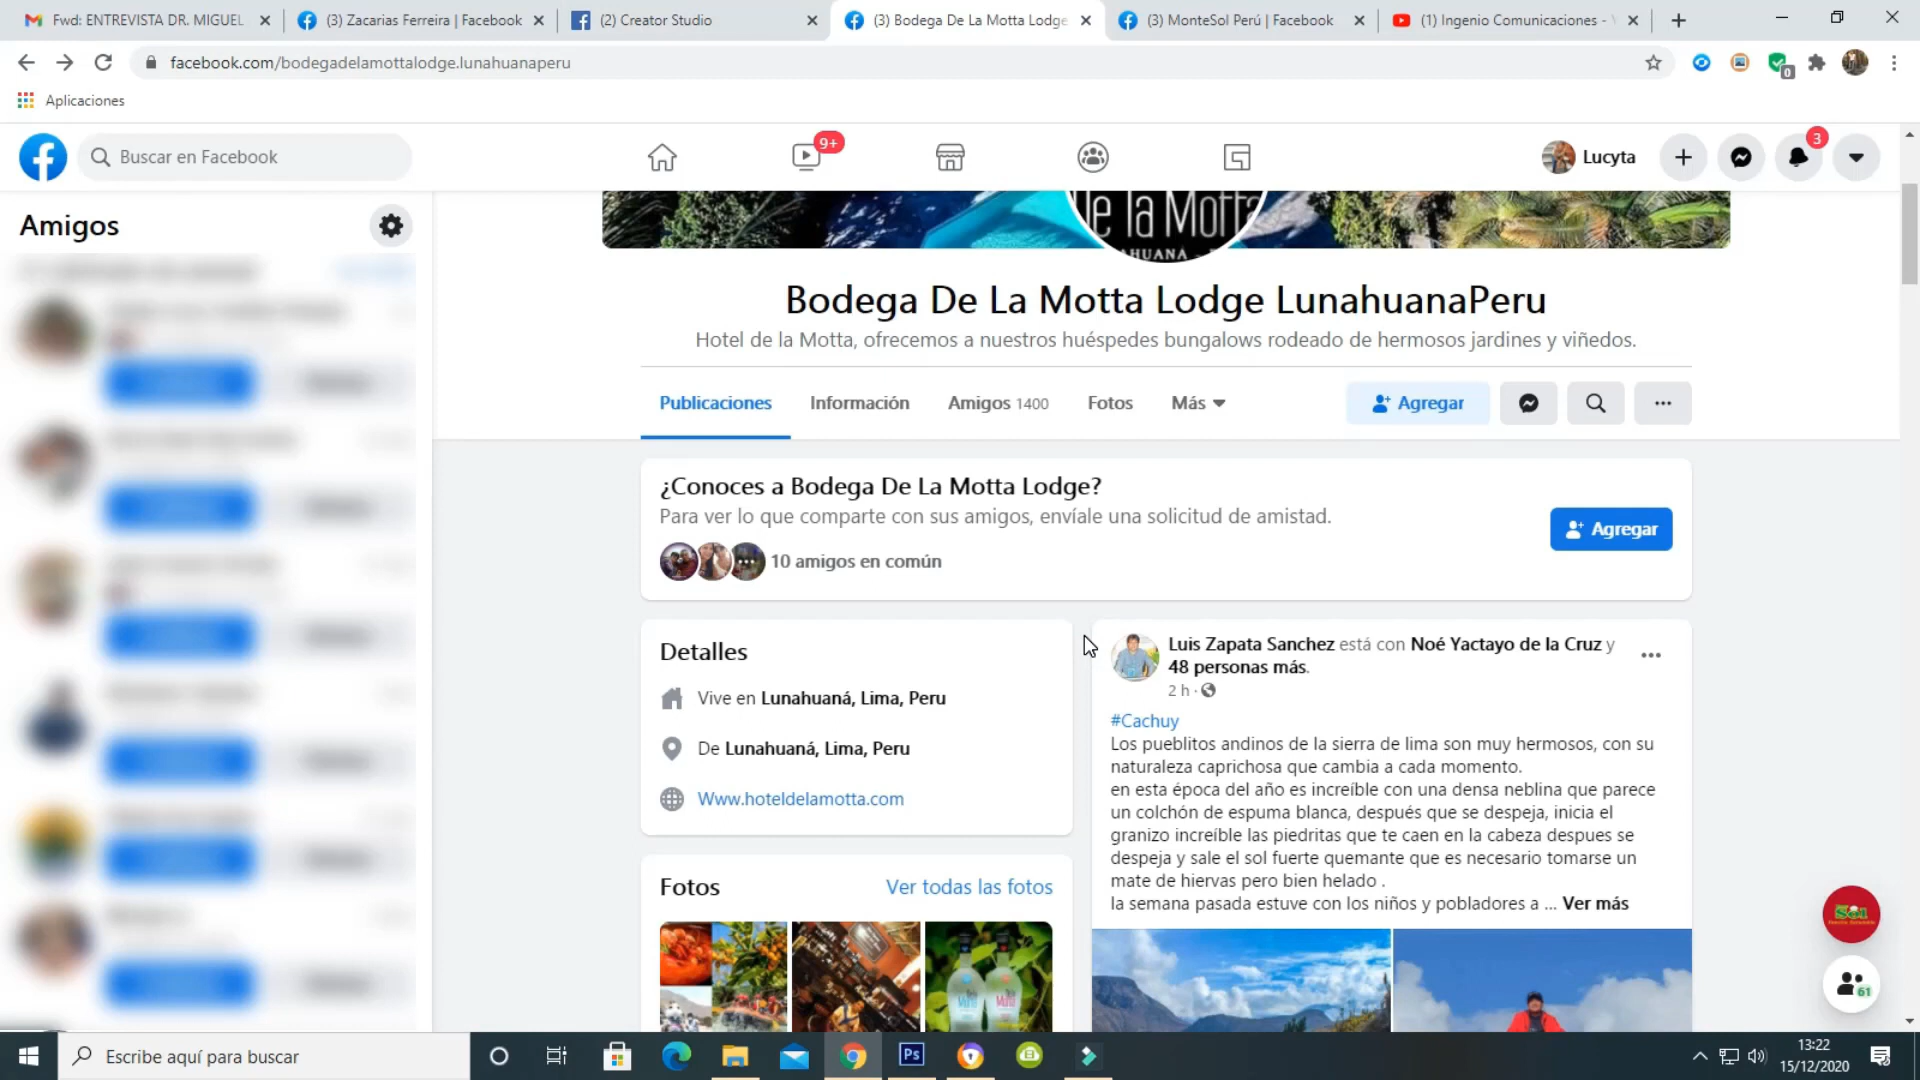 Fwd: ENTREVISTA DR. MIGUEL
(3) Zacarias Ferreira | Facebook
(2) Creator Studio
(3) Bodega De La Motta Lodge
(3) MonteSol Perú | Facebook
(1) Ingenio Comunicaciones -
facebook.com/bodegadelamottalodge.lunahuanaperu
0
Aplicaciones
Buscar en Facebook
9+
Lucyta
3
Amigos
de la Motta
Bodega De La Motta Lodge LunahuanaPeru
Hotel de la Motta, ofrecemos a nuestros huéspedes bungalows rodeado de hermosos jardines y viñedos.
Publicaciones
Información
Amigos 1400
Fotos
Más
Agregar
¿Conoces a Bodega De La Motta Lodge?
Para ver lo que comparte con sus amigos, envíale una solicitud de amistad.
10 amigos en común
Agregar
Detalles
Vive en Lunahuaná, Lima, Peru
De Lunahuaná, Lima, Peru
Www.hoteldelamotta.com
Fotos
Ver todas las fotos
Luis Zapata Sanchez está con Noé Yactayo de la Cruz y
48 personas más.
2 h ·
#Cachuy
Los pueblitos andinos de la sierra de lima son muy hermosos, con su
naturaleza caprichosa que cambia a cada momento.
en esta época del año es increíble con una densa neblina que parece
un colchón de espuma blanca, después que se despeja, inicia el
granizo increíble las piedritas que te caen en la cabeza despues se
despeja y sale el sol fuerte quemante que es necesario tomarse un
mate de hiervas pero bien helado .
la semana pasada estuve con los niños y pobladores a ... Ver más
Sol
61
Escribe aquí para buscar
Ps
13:22
15/12/2020